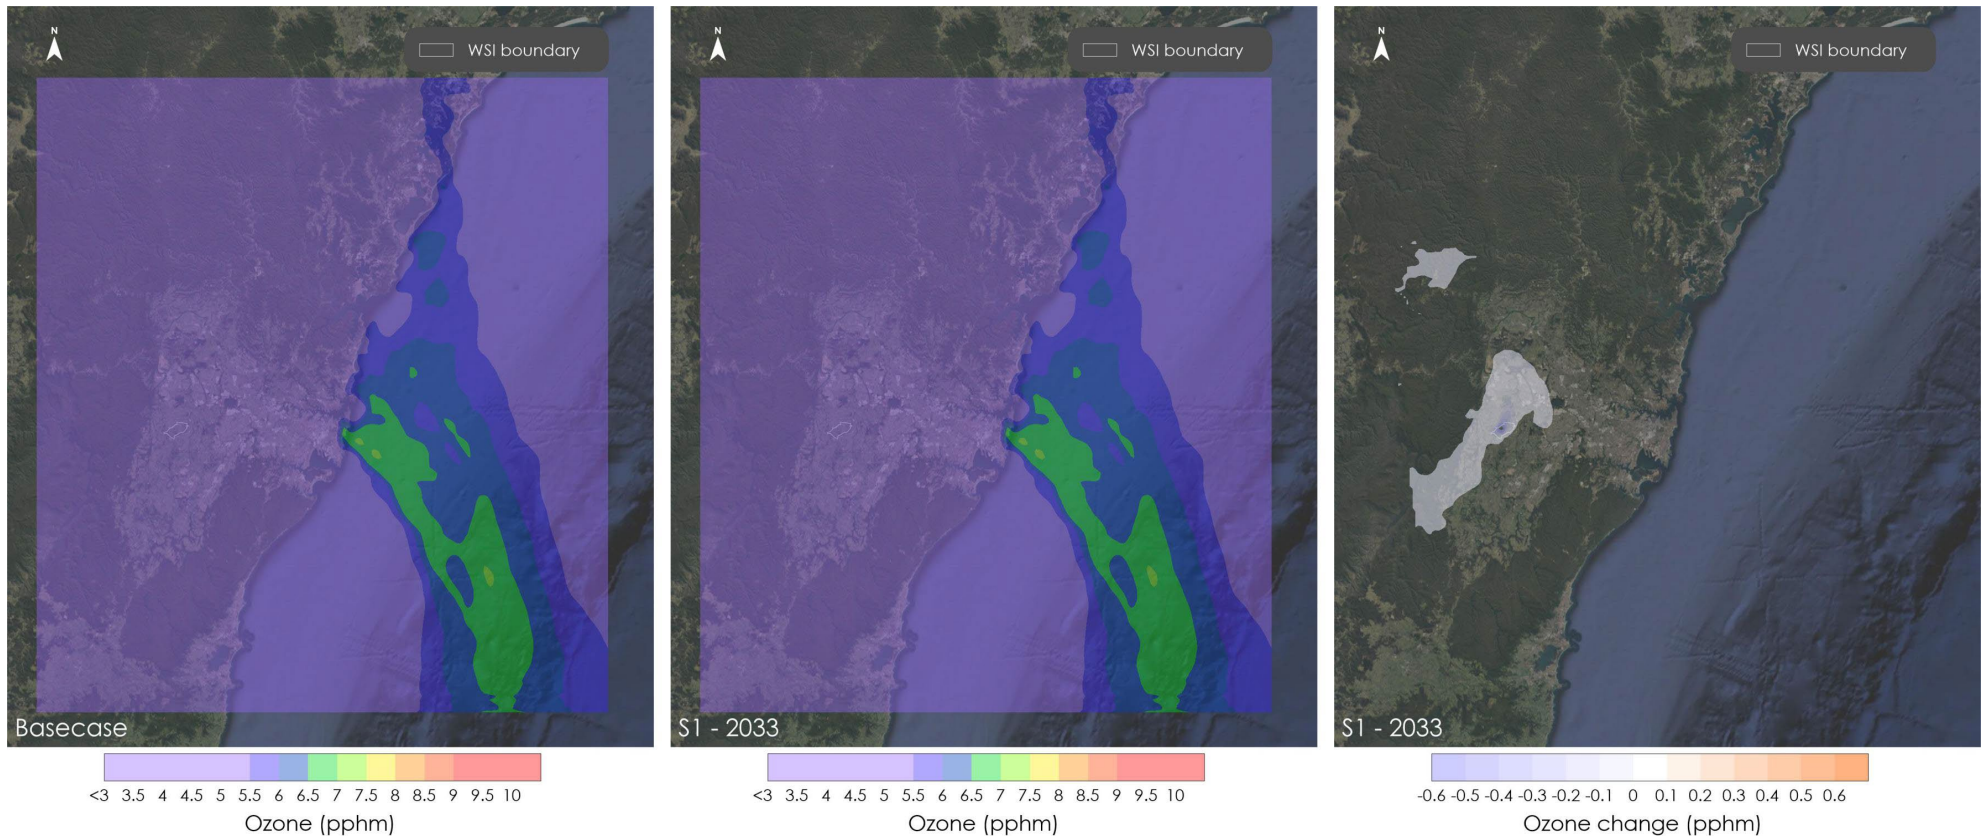 N
WSI boundary
Basecase
<3 3.5 4 4.5 5 5.5 6 6.5 7 7.5 8 8.5 9 9.5 10
Ozone (pphm)
N
WSI boundary
S1 - 2033
<3 3.5 4 4.5 5 5.5 6 6.5 7 7.5 8 8.5 9 9.5 10
Ozone (pphm)
N
WSI boundary
S1 - 2033
-0.6 -0.5 -0.4 -0.3 -0.2 -0.1 0 0.1 0.2 0.3 0.4 0.5 0.6
Ozone change (pphm)